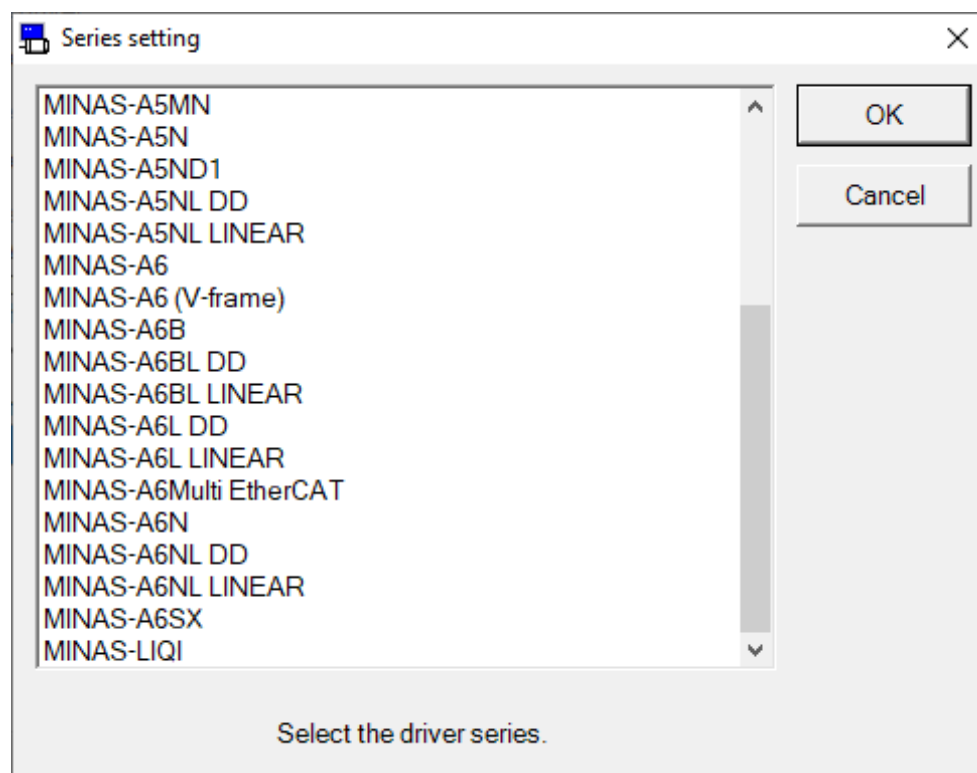 Series setting
MINAS-A5MN
MINAS-A5N
MINAS-A5ND1
MINAS-A5NL DD
MINAS-A5NL LINEAR
MINAS-A6
MINAS-A6 (V-frame)
MINAS-A6B
MINAS-A6BL DD
MINAS-A6BL LINEAR
MINAS-A6L DD
MINAS-A6L LINEAR
MINAS-A6Multi EtherCAT
MINAS-A6N
MINAS-A6NL DD
MINAS-A6NL LINEAR
MINAS-A6SX
MINAS-LIQI
OK
Cancel
Select the driver series.